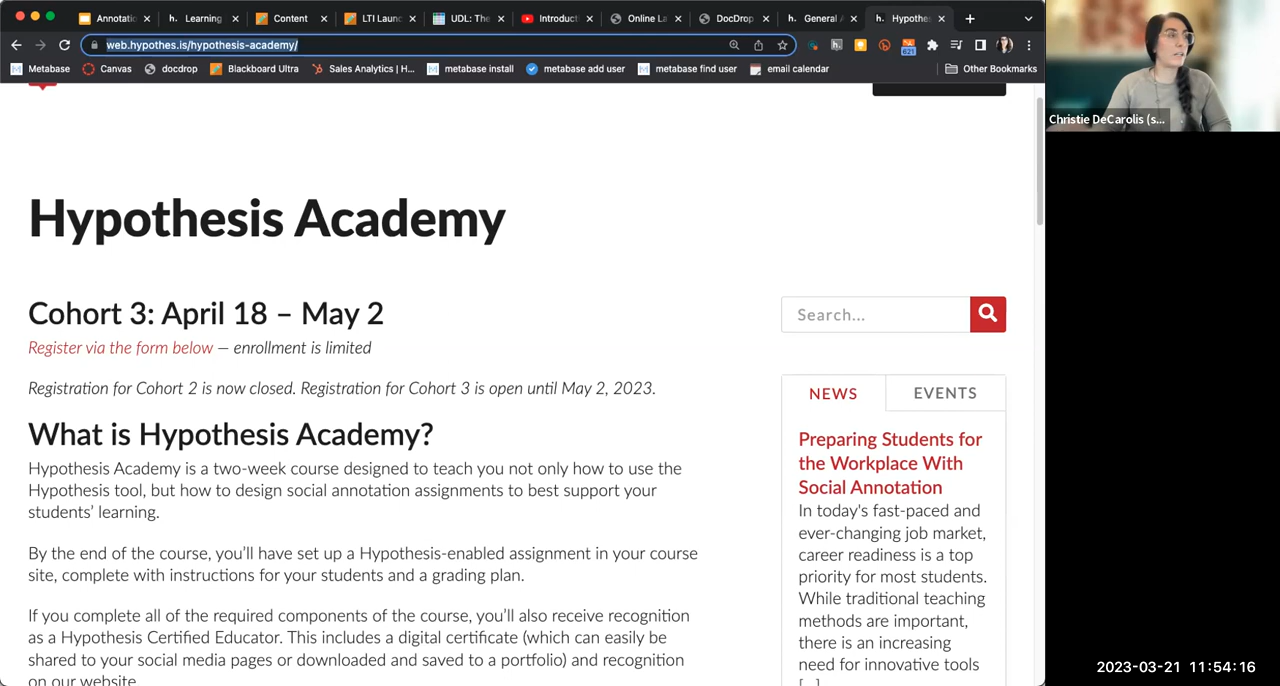 Annotatio
Learning
Content
LTI Laun
UDL: The
Introduct
Online La
DocDrop
General A
Hypothes
web.hypothes.is/hypothesis-academy/
621
Metabase
Canvas
docdrop
Blackboard Ultra
Sales Analytics | H...
metabase install
metabase add user
metabase find user
email calendar
Other Bookmarks
Christie DeCarolis (s...
Hypothesis Academy
Cohort 3: April 18 – May 2
Register via the form below – enrollment is limited
Registration for Cohort 2 is now closed. Registration for Cohort 3 is open until May 2, 2023.
What is Hypothesis Academy?
Hypothesis Academy is a two-week course designed to teach you not only how to use the
Hypothesis tool, but how to design social annotation assignments to best support your
students' learning.
By the end of the course, you'll have set up a Hypothesis-enabled assignment in your course
site, complete with instructions for your students and a grading plan.
If you complete all of the required components of the course, you'll also receive recognition
as a Hypothesis Certified Educator. This includes a digital certificate (which can easily be
shared to your social media pages or downloaded and saved to a portfolio) and recognition
on our website.
Search...
NEWS
EVENTS
Preparing Students for
the Workplace With
Social Annotation
In today's fast-paced and
ever-changing job market,
career readiness is a top
priority for most students.
While traditional teaching
methods are important,
there is an increasing
need for innovative tools
[...]
2023-03-21 11:54:16